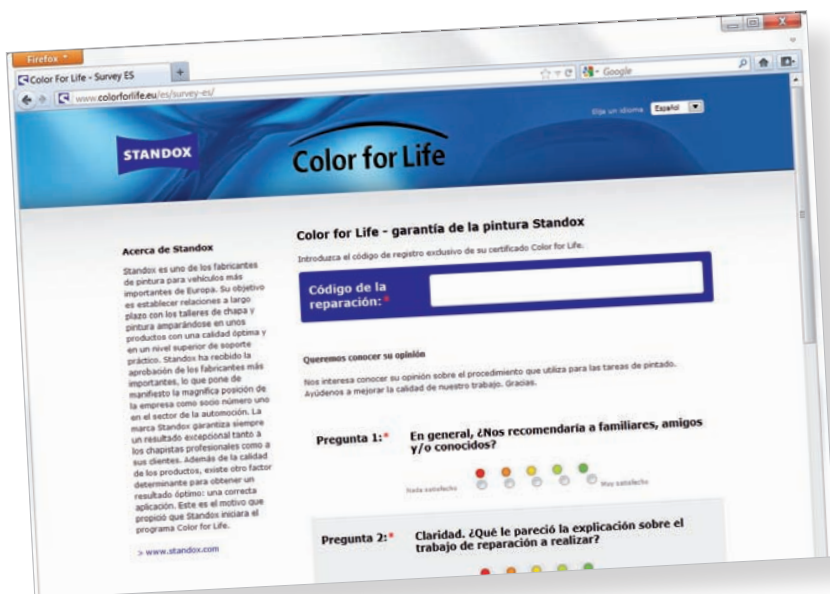 Firefox
Color For Life - Survey ES
www.colorforlife.eu/es/survey-es/
Google
Elija un idioma
Español
STANDOX
Color for Life
Acerca de Standox
Standox es uno de los fabricantes
de pintura para vehículos más
importantes de Europa. Su objetivo
es establecer relaciones a largo
plazo con los talleres de chapa y
pintura amparándose en unos
productos con una calidad óptima y
en un nivel superior de soporte
práctico. Standox ha recibido la
aprobación de los fabricantes más
importantes, lo que pone de
manifiesto la magnífica posición de
la empresa como socio número uno
en el sector de la automoción. La
marca Standox garantiza siempre
un resultado excepcional tanto a
los chapistas profesionales como a
sus clientes. Además de la calidad
de los productos, existe otro factor
determinante para obtener un
resultado óptimo: una correcta
aplicación. Este es el motivo que
propició que Standox iniciara el
programa Color for Life.
> www.standox.com
Color for Life - garantía de la pintura Standox
Introduzca el código de registro exclusivo de su certificado Color for Life.
Código de la
reparación:*
Queremos conocer su opinión
Nos interesa conocer su opinión sobre el procedimiento que utiliza para las tareas de pintado.
Ayúdenos a mejorar la calidad de nuestro trabajo. Gracias.
Pregunta 1:* En general, ¿Nos recomendaría a familiares, amigos
y/o conocidos?
Nada satisfecho
Muy satisfecho
Pregunta 2:* Claridad. ¿Qué le pareció la explicación sobre el
trabajo de reparación a realizar?